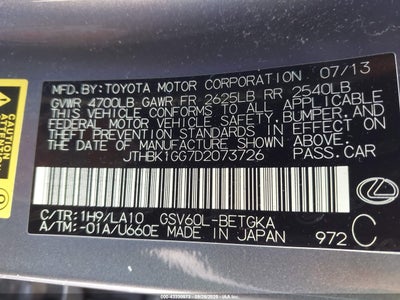 MFD. BY: TOYOTA MOTOR CORPORATION 07/13
GVWR 4700LB GAWR FR 2625LB RR 2540LB
THIS VEHICLE CONFORMS TO ALL APPLICABLE
FEDERAL MOTOR VEHICLE SAFETY, BUMPER, AND
THEFT PREVENTION STANDARDS IN EFFECT ON
THE DATE OF MANUFACTURE SHOWN ABOVE.
JTHBK1GG7D2073726 PASS.CAR
C/TR: 1H9/LA10 GSV60L-BETGKA
A/TM: -01A/U660E MADE IN JAPAN 972 C
CAUTION